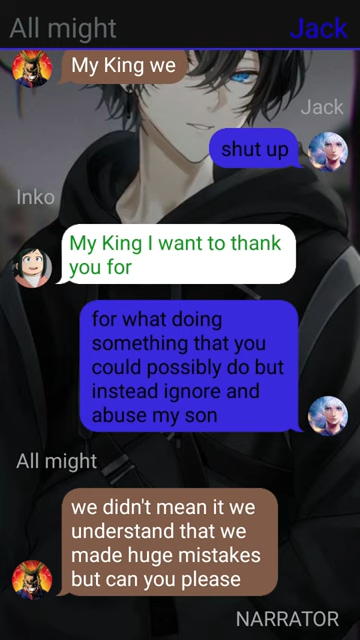 All might
Jack
My King we
Jack
shut up
Inko
My King I want to thank
you for
for what doing
something that you
could possibly do but
instead ignore and
abuse my son
All might
we didn't mean it we
understand that we
made huge mistakes
but can you please
NARRATOR